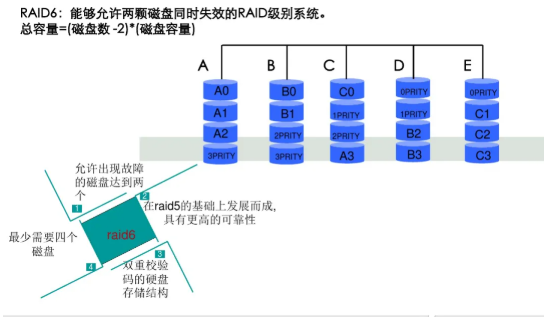 RAID6：能够允许两颗磁盘同时失效的RAID级别系统。
总容量=(磁盘数 -2)*(磁盘容量)
A B C D E
A0 B0 C0 0PRITY 0PRITY
A1 B1 1PRITY 1PRITY C1
A2 2PRITY 2PRITY B2 C2
3PRITY 3PRITY A3 B3 C3
允许出现故障
的磁盘达到两
个
1
2
在raid5的基础上发展而成，
具有更高的可靠性
raid6
最少需要四个
磁盘
4
3
双重校验
码的硬盘
存储结构